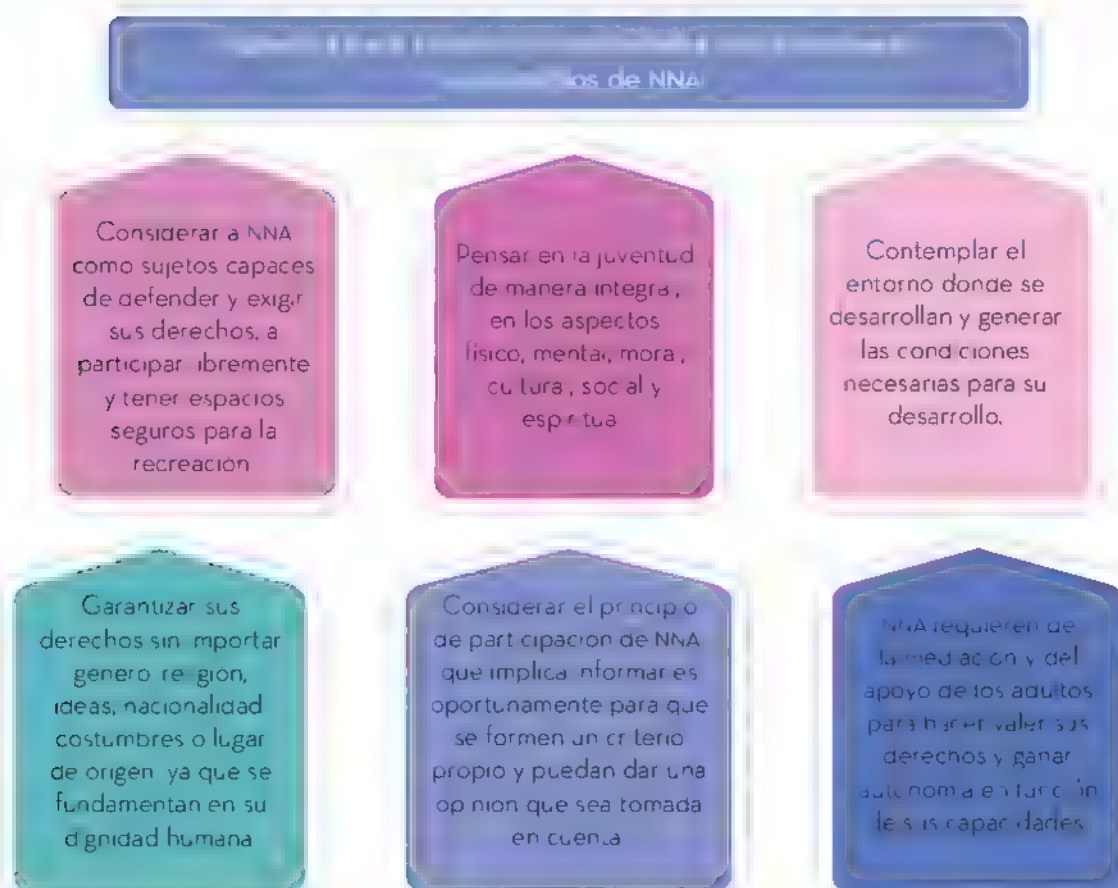 de NNA
Considerar a NNA
como sujetos capaces
de defender y exigir
sus derechos, a
participar libremente
y tener espacios
seguros para la
recreación
Pensar en la juventud
de manera integral,
en los aspectos
físico, mental, moral,
cultural, social y
espiritual
Contemplar el
entorno donde se
desarrollan y generar
las condiciones
necesarias para su
desarrollo.
Garantizar sus
derechos sin importar
genero religión,
ideas, nacionalidad
costumbres o lugar
de origen ya que se
fundamentan en su
dignidad humana
Considerar el principio
de participación de NNA
que implica informarles
oportunamente para que
se formen un criterio
propio y puedan dar una
opinión que sea tomada
en cuenta
NNA requieren de
la mediación y del
apoyo de los adultos
para hacer valer sus
derechos y ganar
autonomía en función
de sus capacidades